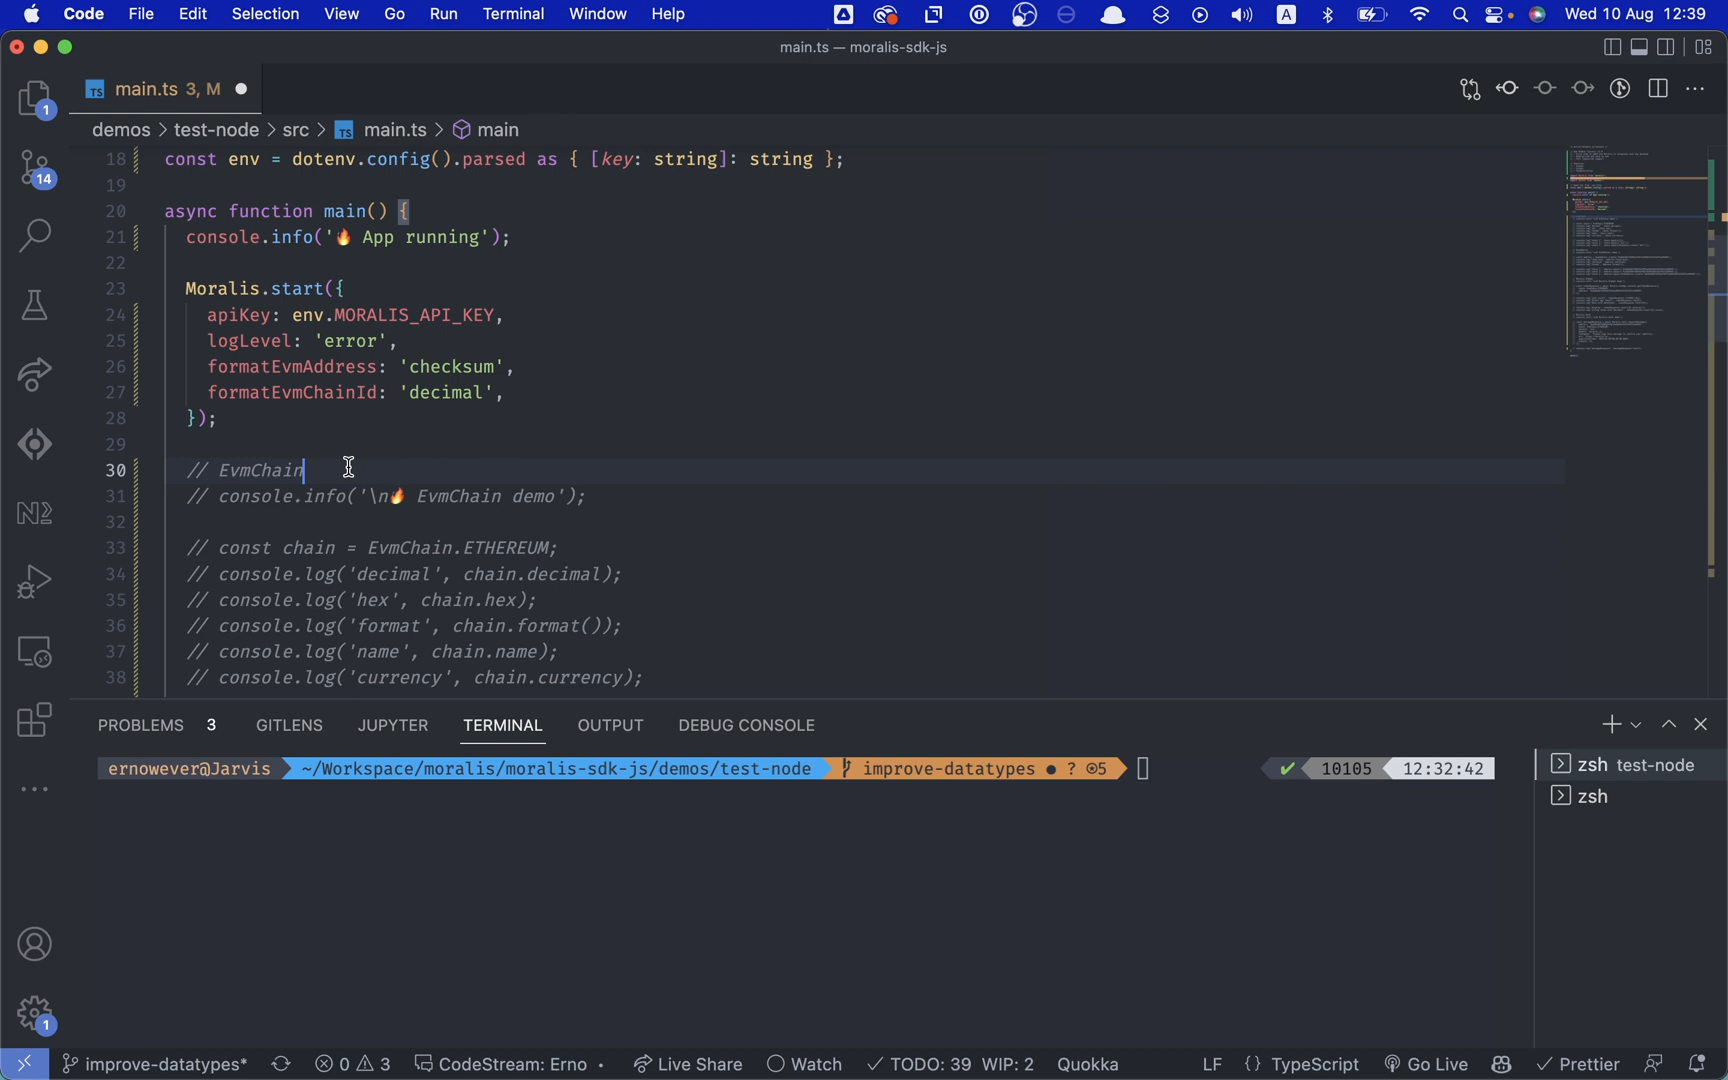 Code File Edit Selection View Go Run Terminal Window Help A Wed 10 Aug 12:39
main.ts — moralis-sdk-js
TS main.ts 3, M
demos > test-node > src > TS main.ts > main
18 const env = dotenv.config().parsed as { [key: string]: string };
19
20 async function main() {
21 console.info('🔥 App running');
22
23 Moralis.start({
24 apiKey: env.MORALIS_API_KEY,
25 logLevel: 'error',
26 formatEvmAddress: 'checksum',
27 formatEvmChainId: 'decimal',
28 });
29
30 // EvmChain
31 // console.info('\n🔥 EvmChain demo');
32
33 // const chain = EvmChain.ETHEREUM;
34 // console.log('decimal', chain.decimal);
35 // console.log('hex', chain.hex);
36 // console.log('format', chain.format());
37 // console.log('name', chain.name);
38 // console.log('currency', chain.currency);
1
14
1
PROBLEMS 3 GITLENS JUPYTER TERMINAL OUTPUT DEBUG CONSOLE
ernowever@Jarvis ~/Workspace/moralis/moralis-sdk-js/demos/test-node improve-datatypes ● ? ⊗5 ✔ 10105 12:32:42
zsh test-node
zsh
improve-datatypes* 0 3 CodeStream: Erno • Live Share Watch ✓ TODO: 39 WIP: 2 Quokka LF {} TypeScript Go Live ✓ Prettier